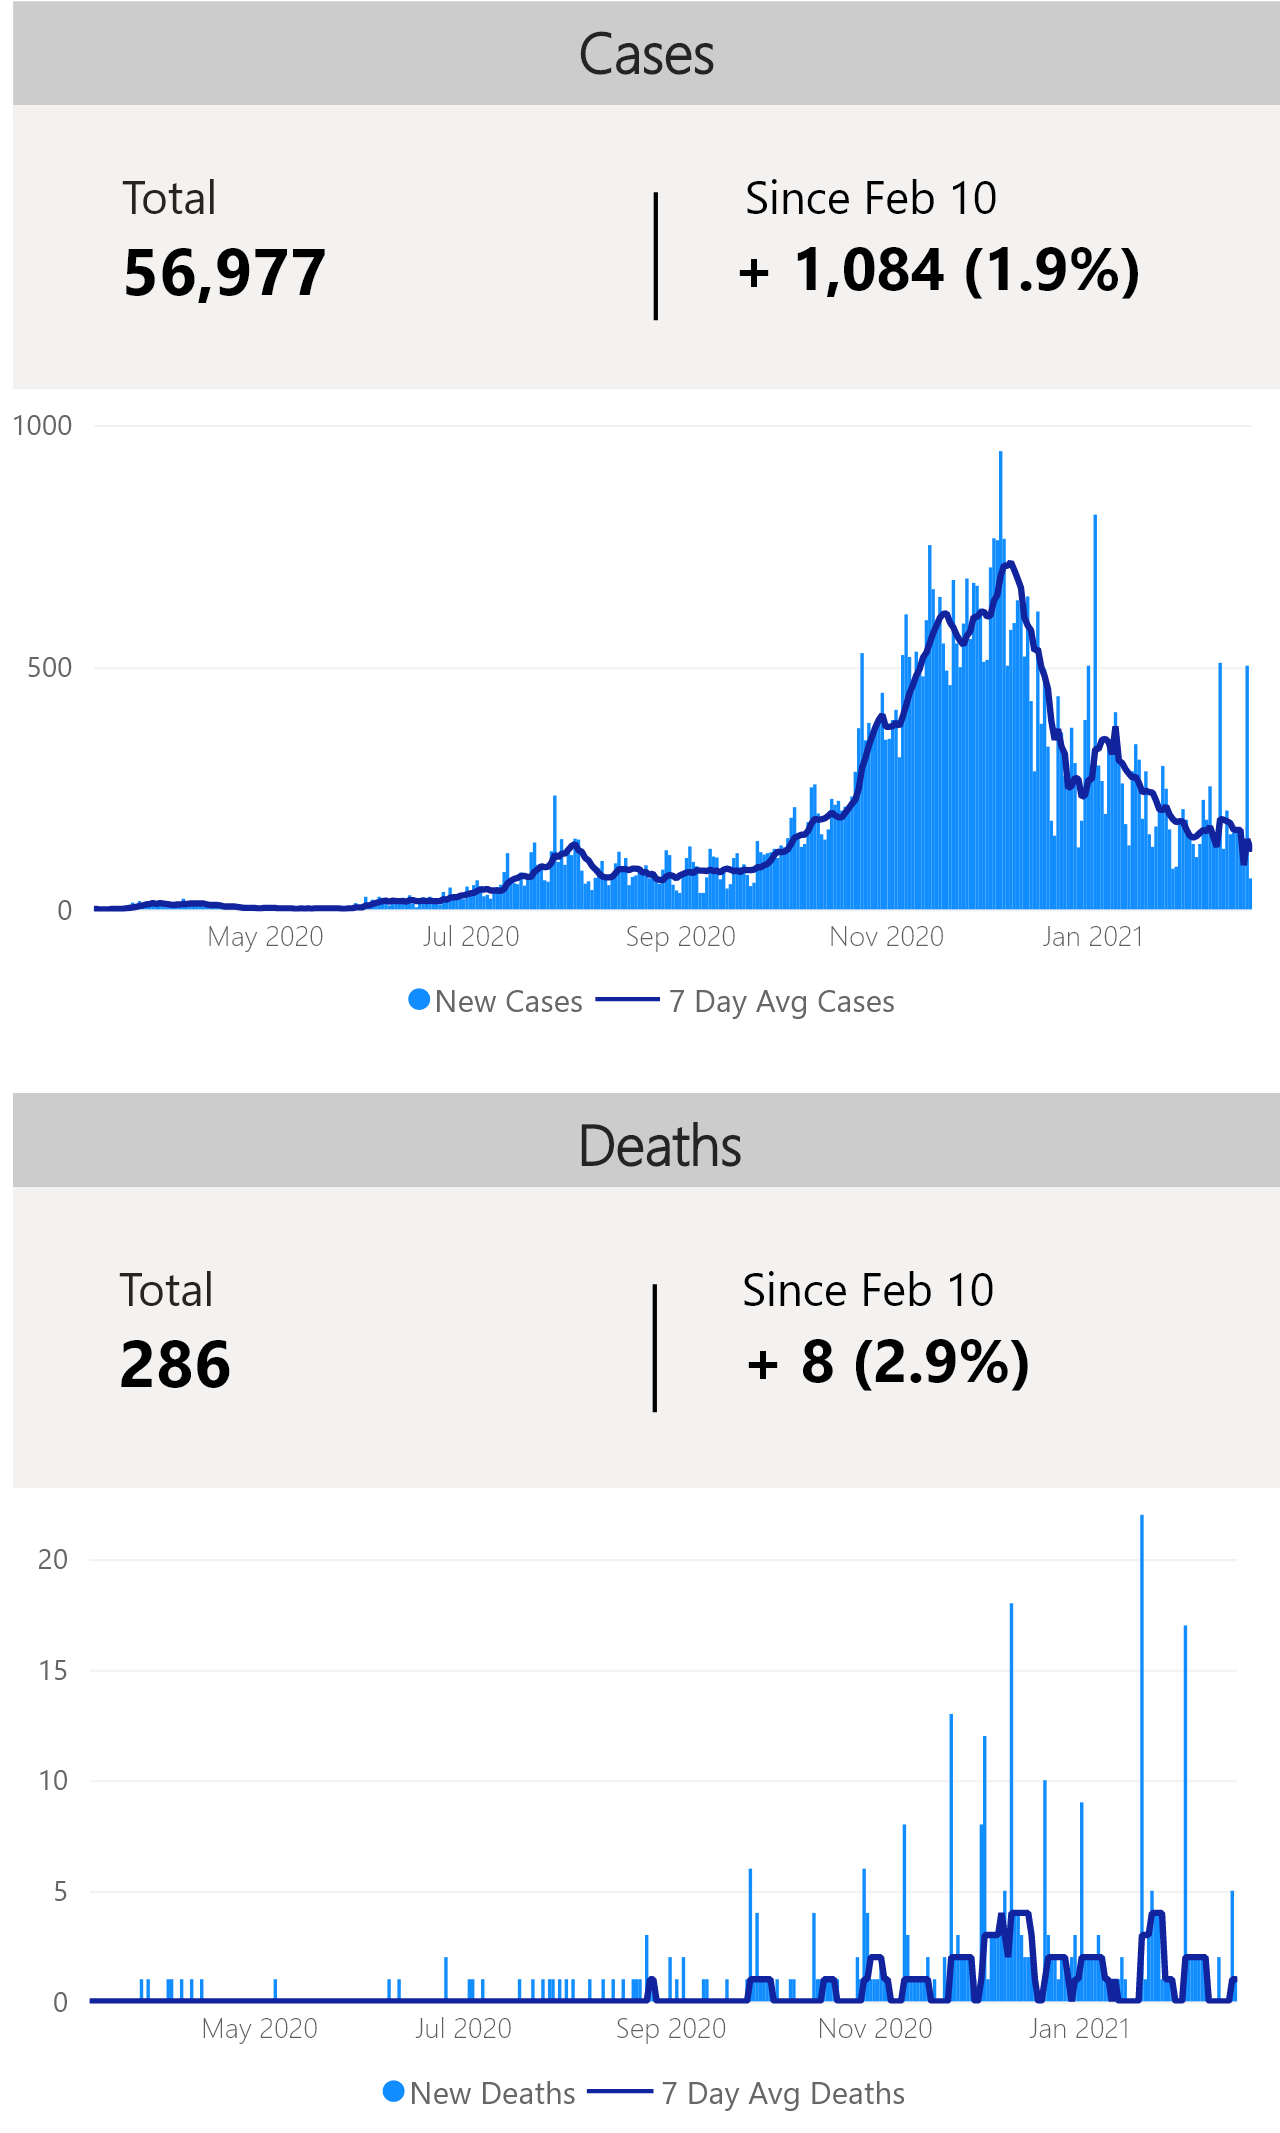 Cases
Total
Since Feb 10
56,977
+ 1,084 (1.9%)
1000
500
0
May 2020
Jul 2020
Sep 2020
Nov 2020
Jan 2021
New Cases
7 Day Avg Cases
Deaths
Total
Since Feb 10
286
+ 8 (2.9%)
20
15
10
5
0
May 2020
Jul 2020
Sep 2020
Nov 2020
Jan 2021
New Deaths
7 Day Avg Deaths